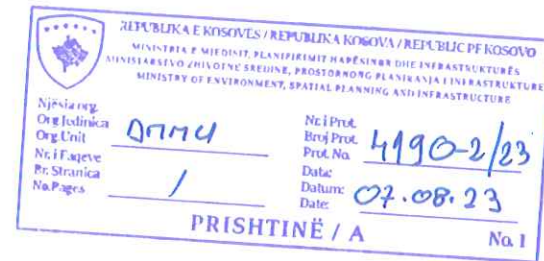 REPUBLIKA E KOSOVËS / REPUBLIKA KOSOVA / REPUBLIC OF KOSOVO
MINISTRIA E MJEDISIT, PLANIFIKIMIT HAPËSINOR DHE INFRASTRUKTURËS
MINISTARSTVO ŽIVOTNE SREDINE, PROSTORNONG PLANIRANJA I INFRASTRUKTURE
MINISTRY OF ENVIRONMENT, SPATIAL PLANNING AND INFRASTRUCTURE
Njësia org.
Org Jedinica
Org Unit
Nr. i Faqeve
Br. Stranica
No. Pages
/
Nr. i Prot.
Broj Prot.
Prot. No.
4190-2/23
Data:
Datum:
Date:
07.08.23
PRISHTINË / A
No. 1